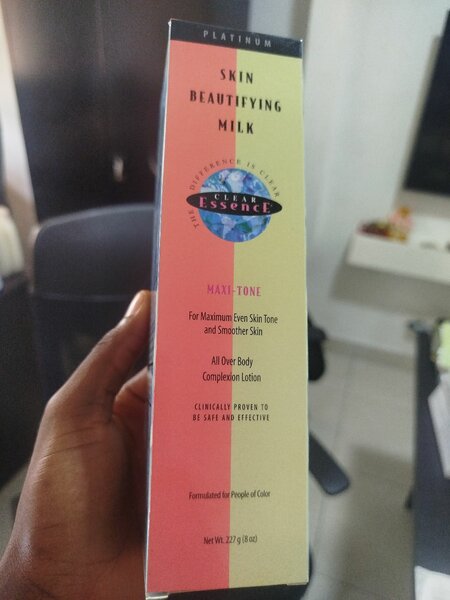 PLATINUM
SKIN
BEAUTIFYING
MILK
THE DIFFERENCE IS CLEAR
CLEAR
EssencE
MAXI-TONE
For Maximum Even Skin Tone
and Smoother Skin
All Over Body
Complexion Lotion
CLINICALLY PROVEN TO
BE SAFE AND EFFECTIVE
Formulated for People of Color
Net Wt. 227 g (8 oz)